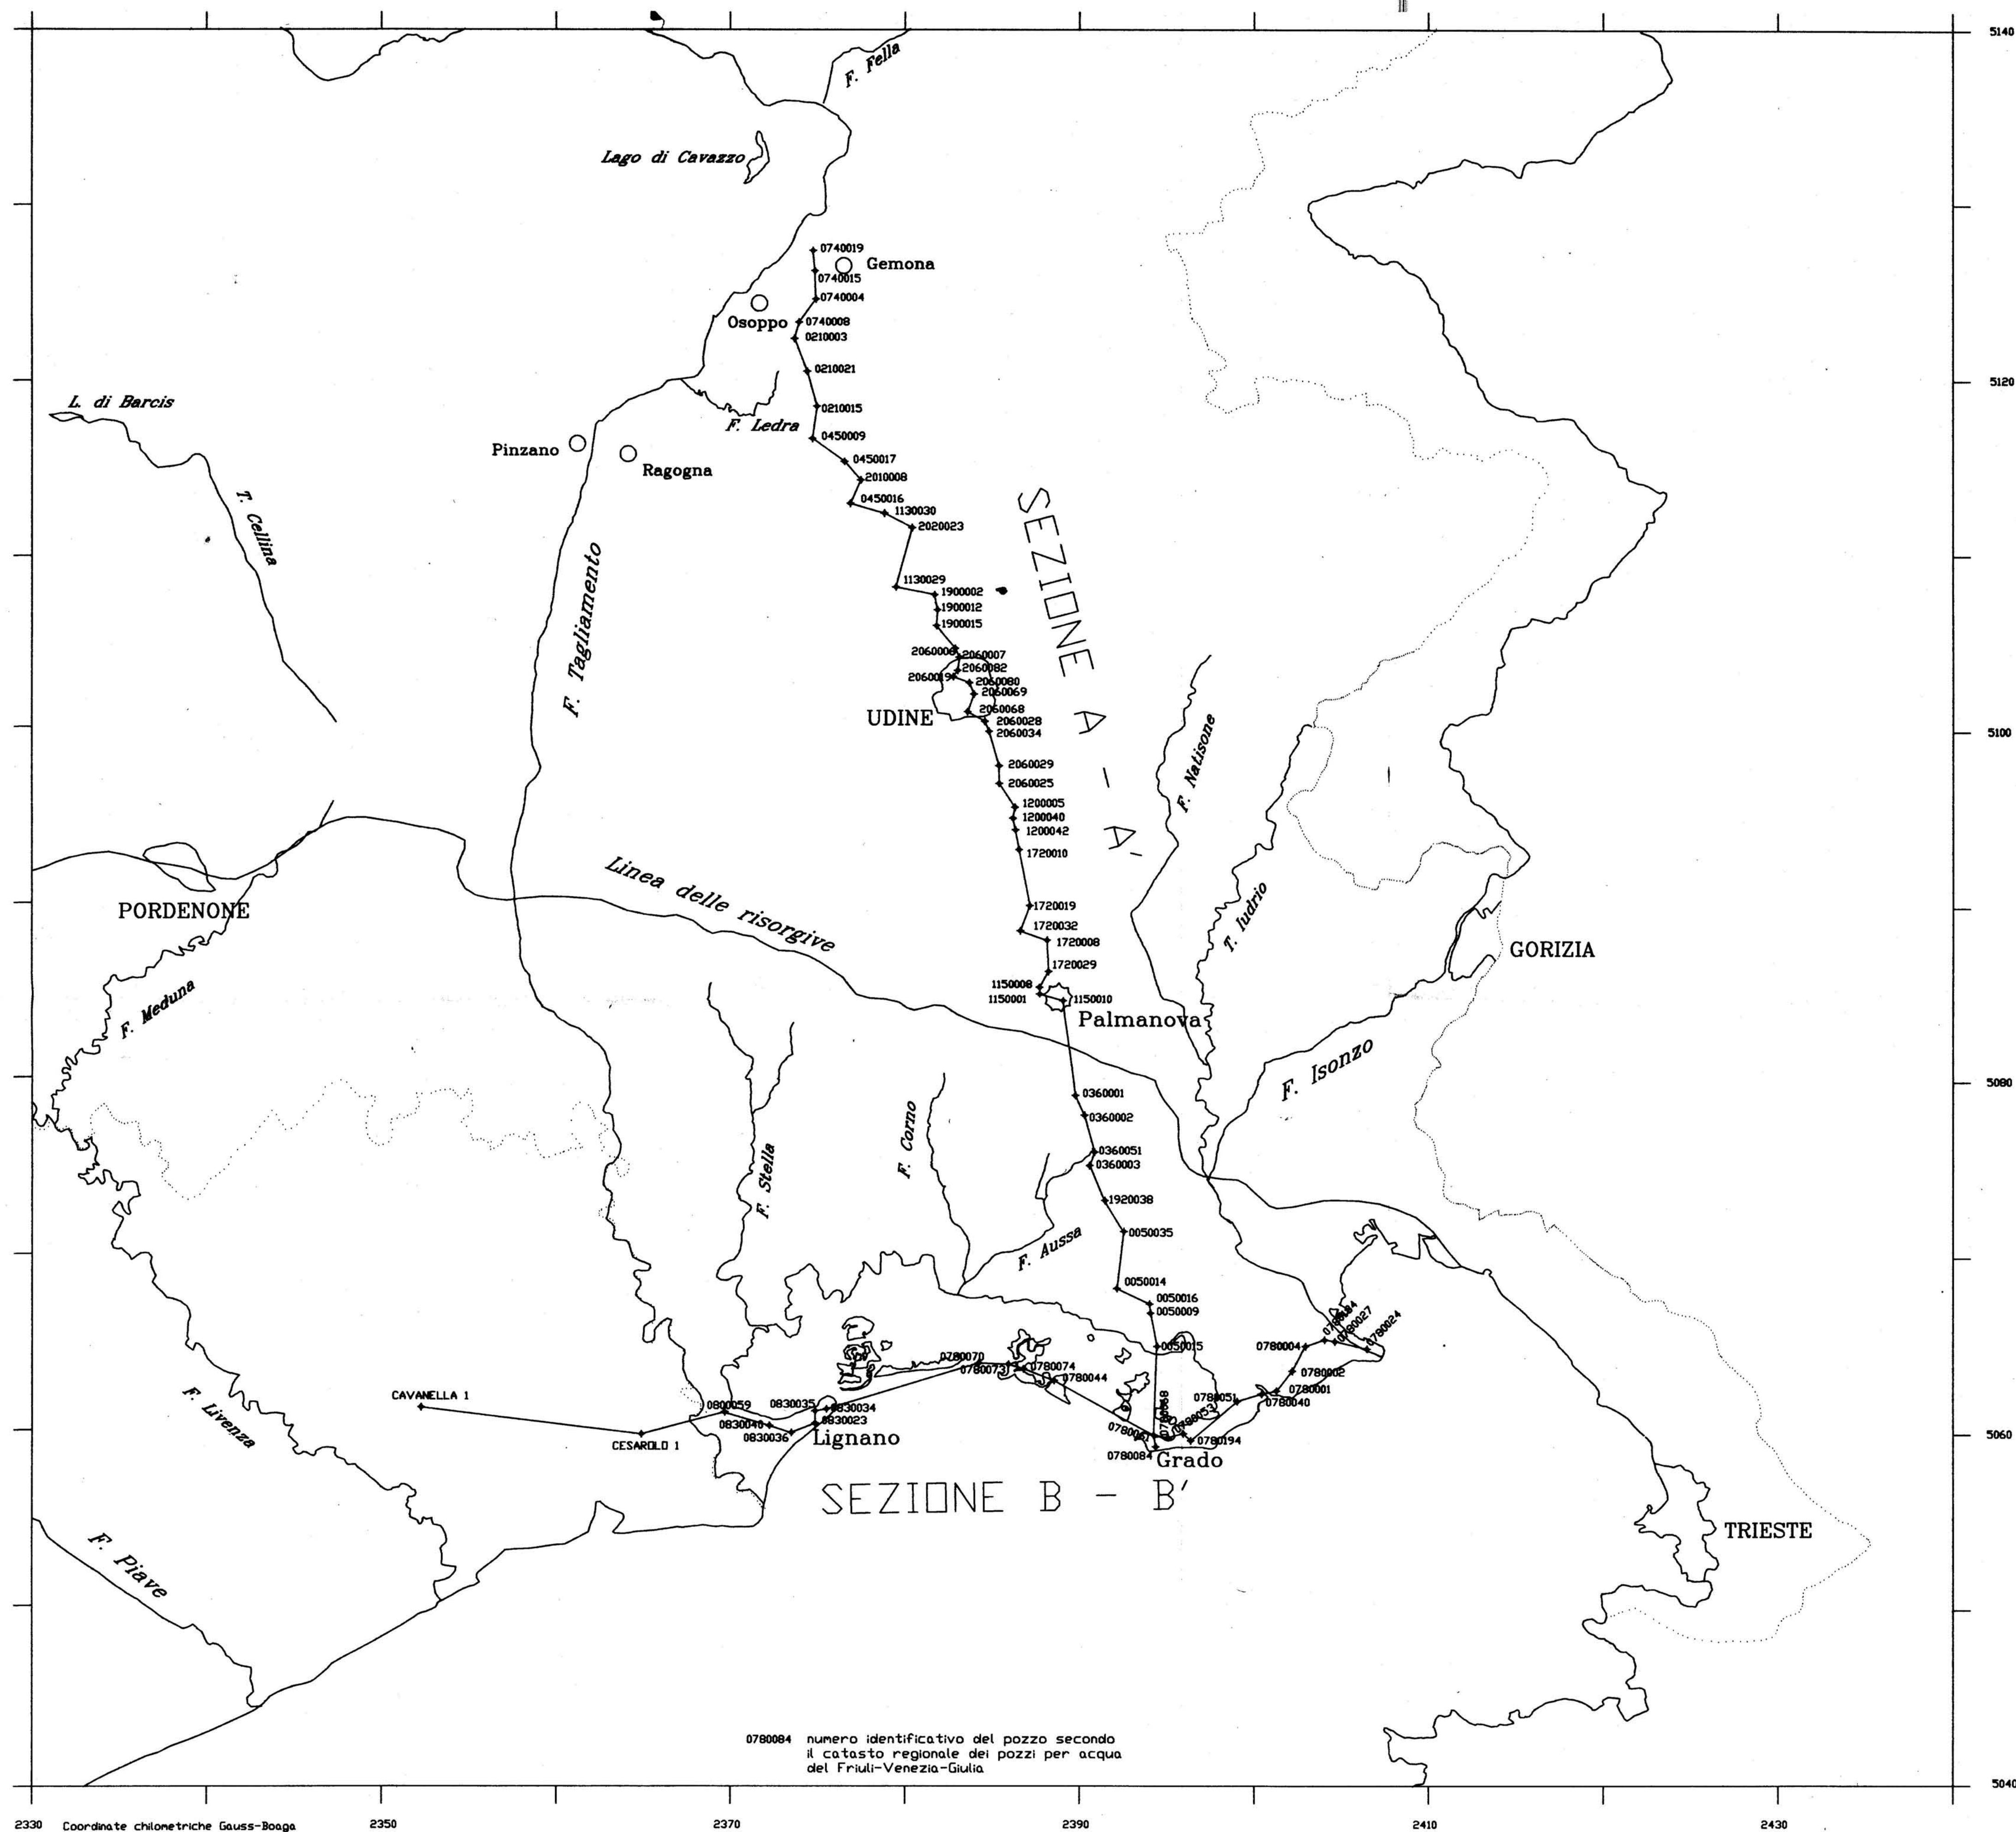 5140
F. Fella
Lago di Cavazzo
0740019
Gemona
0740015
0740004
Osoppo
0740008
0210003
0210021
5120
L. di Barcis
0210015
F. Ledra
0450009
Pinzano
Ragogna
0450017
2010008
0450016
1130030
2020023
T. Cellina
F. Tagliamento
SEZIONE A - A'
1130029
1900002
1900012
1900015
2060006
2060007
2060082
2060019
2060080
2060069
2060068
UDINE
2060028
2060034
5100
F. Natisone
2060029
2060025
1200005
1200040
1200042
1720010
Linea delle risorgive
PORDENONE
1720019
T. Iudrio
1720032
1720008
GORIZIA
1720029
1150008
1150001
1150010
Palmanova
F. Meduna
F. Isonzo
5080
0360001
0360002
F. Corno
0360051
0360003
F. Stella
1920038
0050035
F. Aussa
0050014
0050016
0050009
0050015
0780027
0780024
0780004
0780070
0780073
0780074
0780044
0780002
0780001
0780040
0780051
0780053
0780068
CAVANELLA 1
0800059
0830035
0830034
0830040
0830023
0830036
CESAROLO 1
Lignano
F. Livenza
0780194
0780084
Grado
5060
SEZIONE B - B'
TRIESTE
F. Piave
0780084 numero identificativo del pozzo secondo
il catasto regionale dei pozzi per acqua
del Friuli-Venezia-Giulia
5040
2330 Coordinate chilometriche Gauss-Boaga 2350 2370 2390 2410 2430